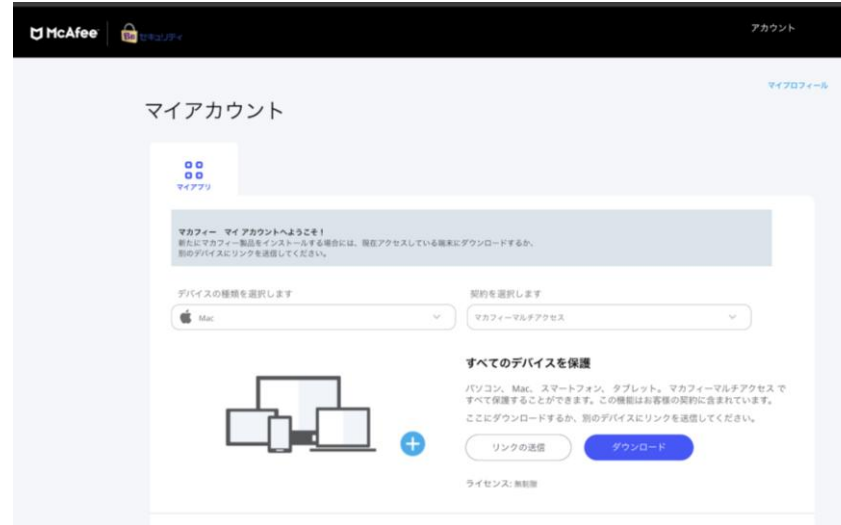 McAfee
Be セキュリティ
アカウント
マイプロフィール
マイアカウント
マイアプリ
マカフィー マイ アカウントへようこそ！
新たにマカフィー製品をインストールする場合には、現在アクセスしている端末にダウンロードするか、
別のデバイスにリンクを送信してください。
デバイスの種類を選択します
契約を選択します
Mac
マカフィーマルチアクセス
すべてのデバイスを保護
パソコン、 Mac、 スマートフォン、 タブレット。 マカフィーマルチアクセス で
すべて保護することができます。この機能はお客様の契約に含まれています。
ここにダウンロードするか、別のデバイスにリンクを送信してください。
リンクの送信
ダウンロード
ライセンス: 無制限